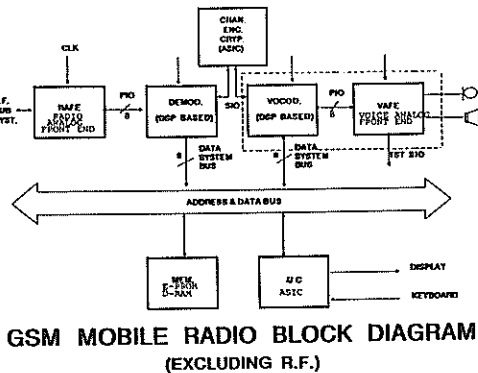 CHAN.
ENC.
CRYP.
(ASIC)
CLK
R.F.
BUS
SYST.
RAFE
RADIO
ANALOG
FRONT END
PIO
8
DEMOD.
(DSP BASED)
SIO
VOCOD.
(DSP BASED)
PIO
8
VAFE
VOICE ANALOG
FRONT END
8
DATA
SYSTEM
BUS
8
DATA
SYSTEM
BUS
TST SIO
ADDRESS & DATA BUS
MEM.
E-PROM
D-RAM
ASIC
DISPLAY
KEYBOARD
GSM MOBILE RADIO BLOCK DIAGRAM
(EXCLUDING R.F.)